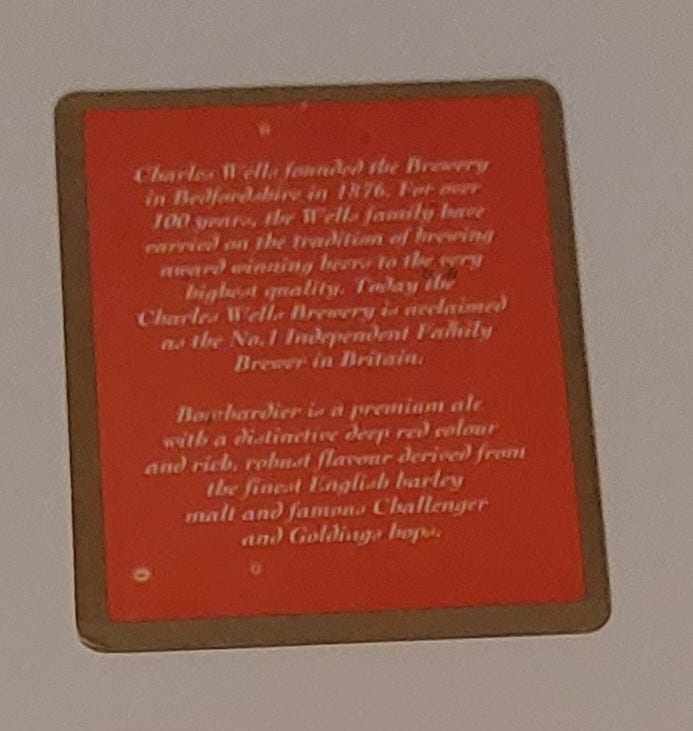 Charles Wells founded the Brewery
in Bedfordshire in 1876. For over
100 years, the Wells family have
carried on the tradition of brewing
award winning beers to the very
highest quality. Today the
Charles Wells Brewery is acclaimed
as the No.1 Independent Family
Brewer in Britain.
Bombardier is a premium ale
with a distinctive deep red colour
and rich, robust flavour derived from
the finest English barley
malt and famous Challenger
and Goldings hops.